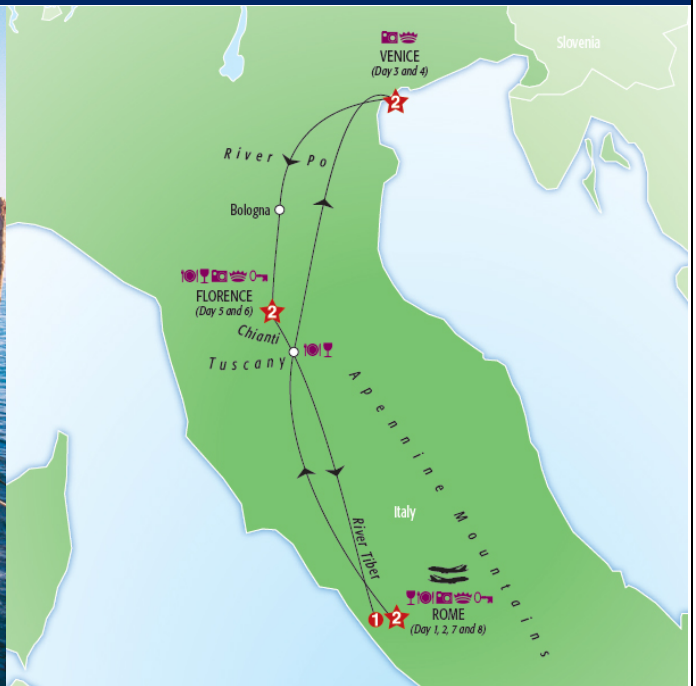 Slovenia
VENICE
(Day 3 and 4)
2
River Po
Bologna
FLORENCE
(Day 5 and 6)
2
Chianti
Tuscany
Apennine Mountains
Italy
River Tiber
1
2
ROME
(Day 1, 2, 7 and 8)